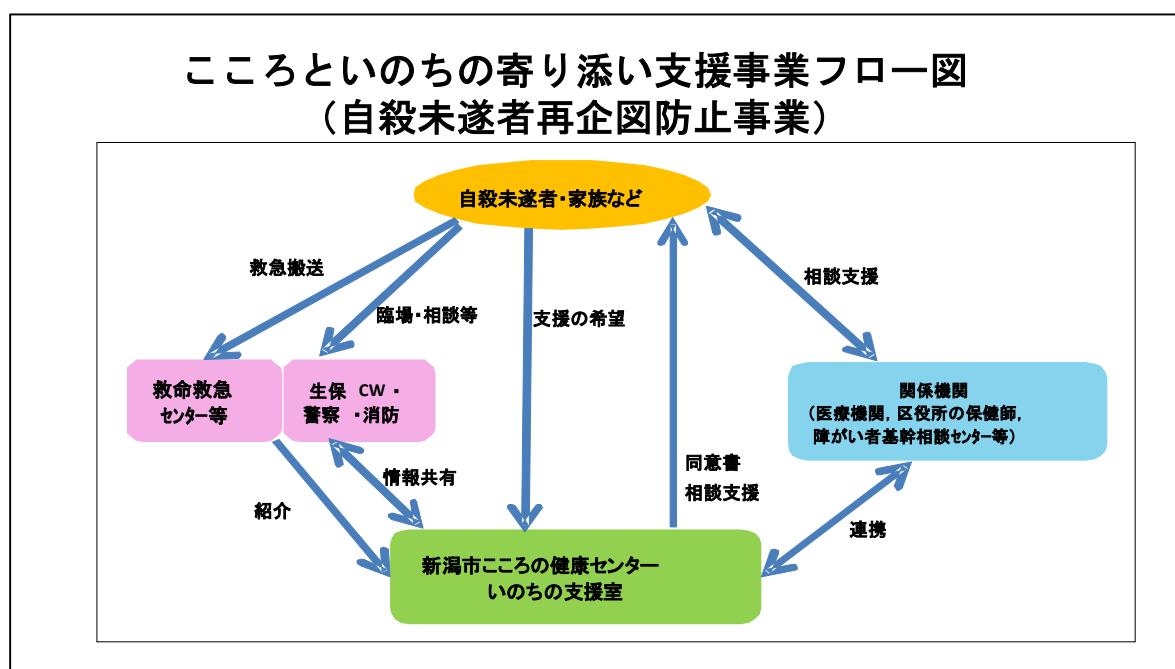 こころといのちの寄り添い支援事業フロー図
（自殺未遂者再企図防止事業）
自殺未遂者・家族など
救急搬送
臨場・相談等
支援の希望
相談支援
救命救急
センター等
生保　CW・
警察　・消防
関係機関
（医療機関，区役所の保健師，
障がい者基幹相談センター等）
情報共有
同意書
相談支援
紹介
連携
新潟市こころの健康センター
いのちの支援室